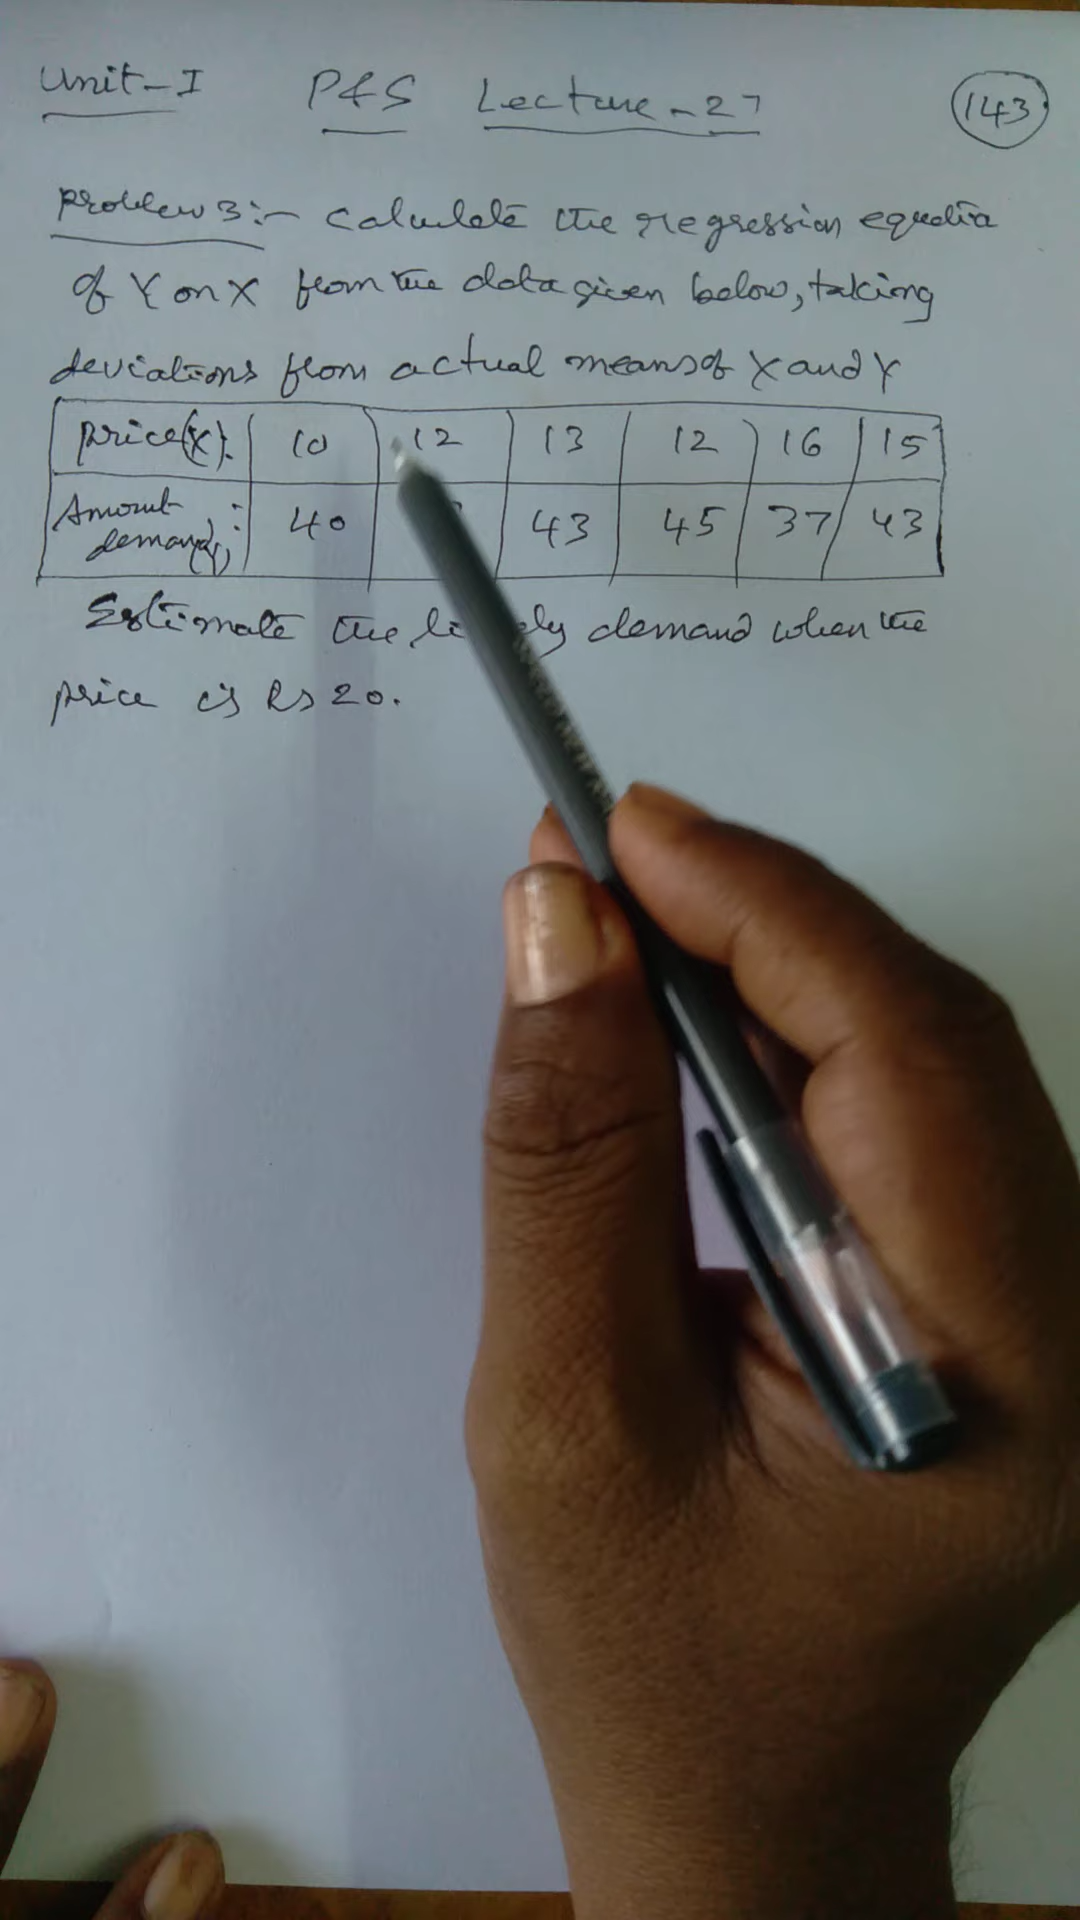 Unit-I P&S Lecture-27 143
Problem 3:- Calculate the regression equation
of Y on X from the data given below, taking
deviations from actual means of X and Y
Price(X): 10 12 13 12 16 15
Amount demand(Y): 40 43 45 37 43
Estimate the demand when the
price is Rs 20.